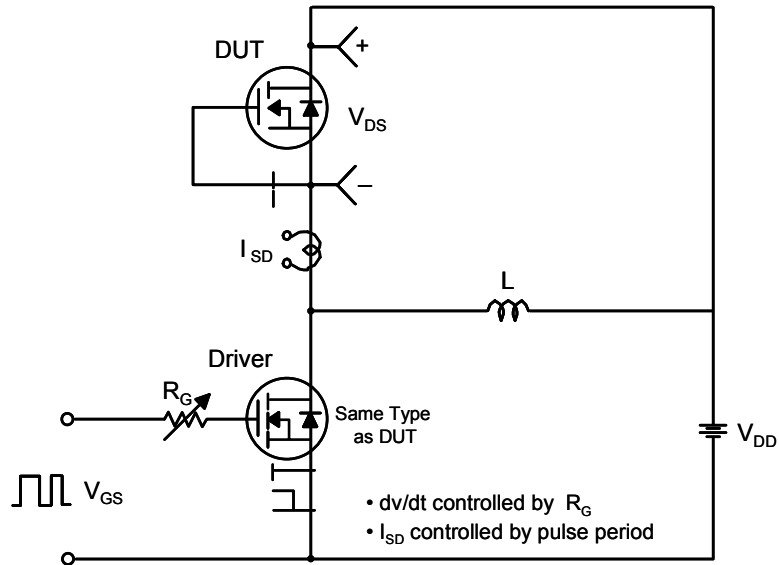 DUT
+
V_DS
–
I_SD
L
Driver
R_G
Same Type
as DUT
V_DD
V_GS
• dv/dt controlled by R_G
• I_SD controlled by pulse period